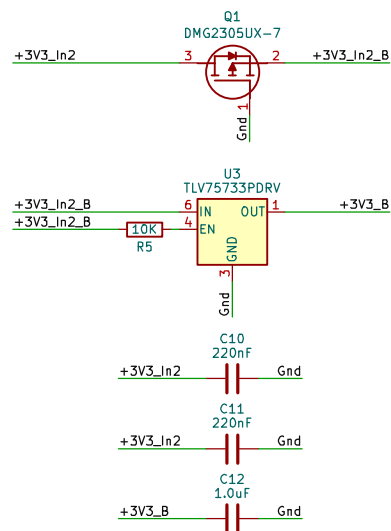 Q1
DMG2305UX-7
+3V3_In2 3 2 +3V3_In2_B
1
Gnd
U3
TLV75733PDRV
+3V3_In2_B 6 IN OUT 1 +3V3_B
+3V3_In2_B 10K 4 EN
R5
GND
3
Gnd
C10
220nF
+3V3_In2 Gnd
C11
220nF
+3V3_In2 Gnd
C12
1.0uF
+3V3_B Gnd